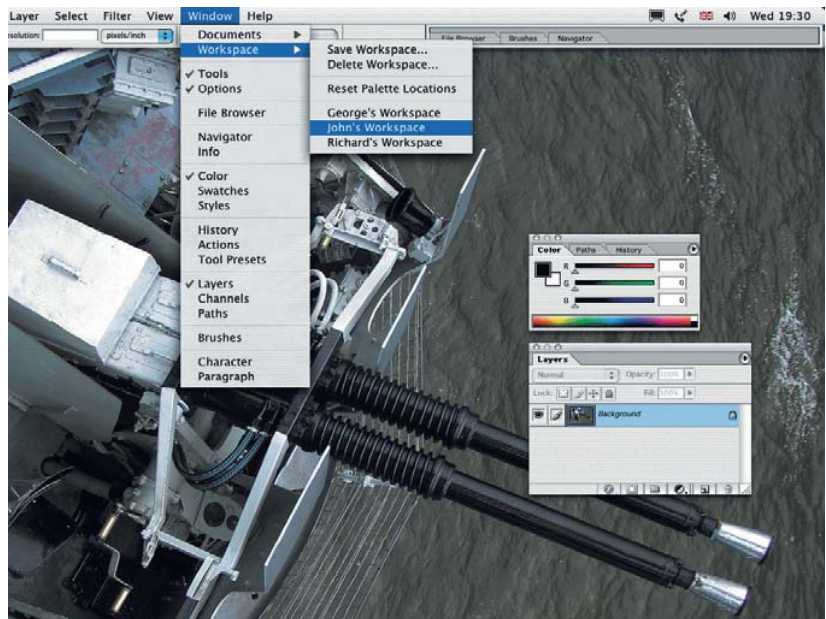 Layer Select Filter View Window Help Wed 19:30
pixels/inch
File Browser Brushes Navigator
Documents
Workspace
Tools
Options
File Browser
Navigator
Info
Color
Swatches
Styles
History
Actions
Tool Presets
Layers
Channels
Paths
Brushes
Character
Paragraph
Save Workspace...
Delete Workspace...
Reset Palette Locations
George's Workspace
John's Workspace
Richard's Workspace
Color Paths History
R 0
G 0
B 0
Layers
Normal Opacity: 100%
Lock: Fill: 100%
Background